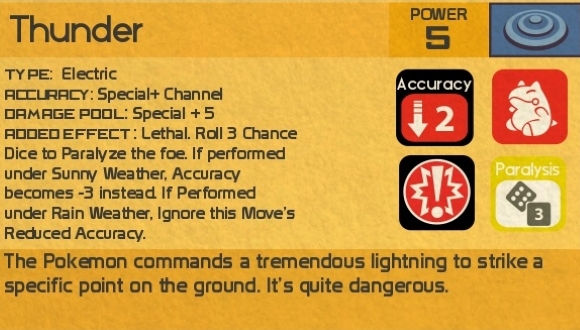 Thunder
POWER
5
TYPE: Electric
ACCURACY: Special+ Channel
DAMAGE POOL: Special + 5
ADDED EFFECT: Lethal. Roll 3 Chance
Dice to Paralyze the foe. If performed
under Sunny Weather, Accuracy
becomes -3 instead. If Performed
under Rain Weather, Ignore this Move's
Reduced Accuracy.
Accuracy
2
Paralysis
3
The Pokemon commands a tremendous lightning to strike a
specific point on the ground. It's quite dangerous.